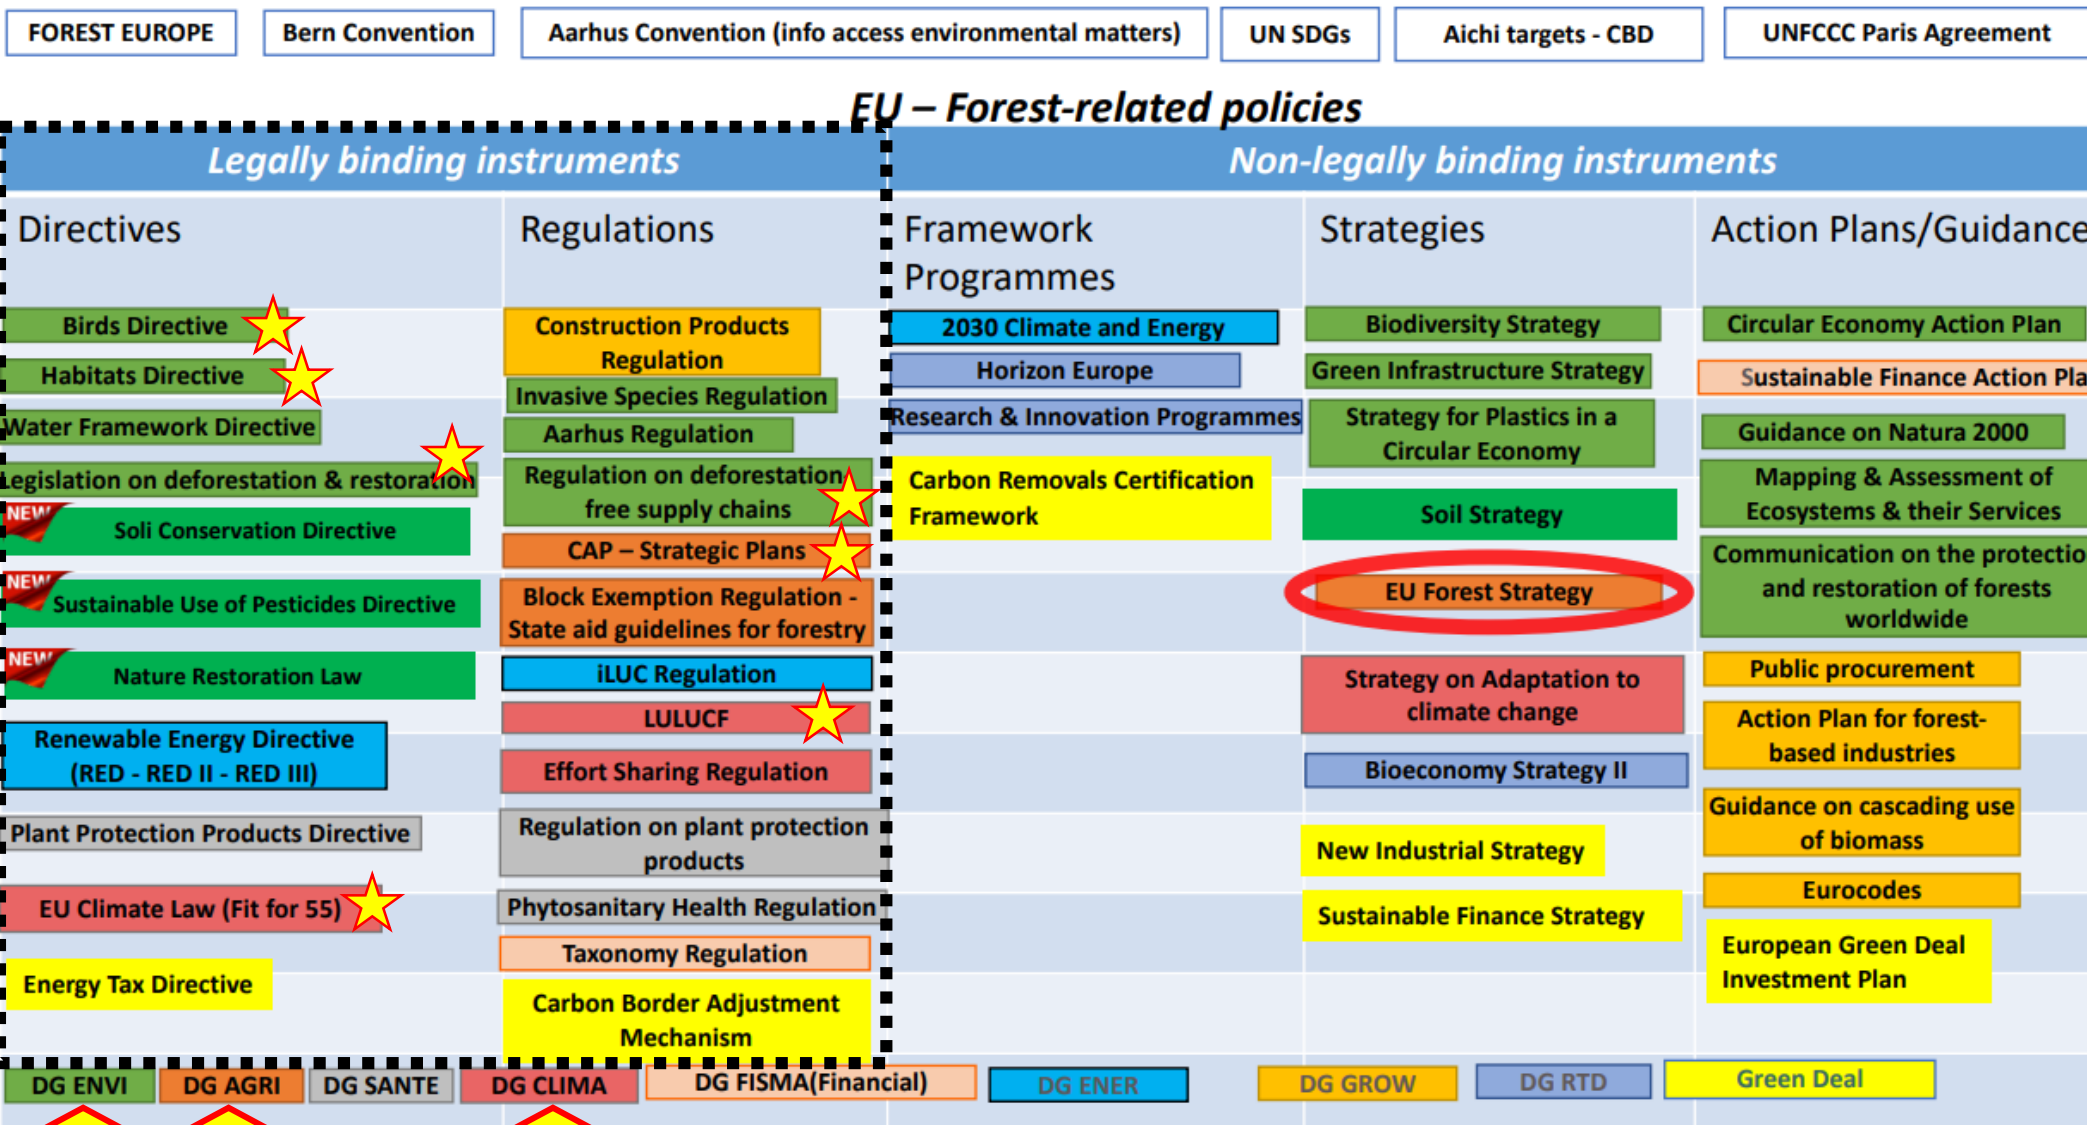 FOREST EUROPE
Bern Convention
Aarhus Convention (info access environmental matters)
UN SDGs
Aichi targets - CBD
UNFCCC Paris Agreement
EU – Forest-related policies
Legally binding instruments
Non-legally binding instruments
Directives
Regulations
Framework
Programmes
Strategies
Action Plans/Guidance
Birds Directive
Habitats Directive
Water Framework Directive
Legislation on deforestation & restoration
NEW
Soli Conservation Directive
NEW
Sustainable Use of Pesticides Directive
NEW
Nature Restoration Law
Renewable Energy Directive
(RED - RED II - RED III)
Plant Protection Products Directive
EU Climate Law (Fit for 55)
Energy Tax Directive
Construction Products
Regulation
Invasive Species Regulation
Aarhus Regulation
Regulation on deforestation
free supply chains
CAP – Strategic Plans
Block Exemption Regulation -
State aid guidelines for forestry
iLUC Regulation
LULUCF
Effort Sharing Regulation
Regulation on plant protection
products
Phytosanitary Health Regulation
Taxonomy Regulation
Carbon Border Adjustment
Mechanism
2030 Climate and Energy
Horizon Europe
Research & Innovation Programmes
Carbon Removals Certification
Framework
Biodiversity Strategy
Green Infrastructure Strategy
Strategy for Plastics in a
Circular Economy
Soil Strategy
EU Forest Strategy
Strategy on Adaptation to
climate change
Bioeconomy Strategy II
New Industrial Strategy
Sustainable Finance Strategy
Circular Economy Action Plan
Sustainable Finance Action Pla
Guidance on Natura 2000
Mapping & Assessment of
Ecosystems & their Services
Communication on the protectio
and restoration of forests
worldwide
Public procurement
Action Plan for forest-
based industries
Guidance on cascading use
of biomass
Eurocodes
European Green Deal
Investment Plan
DG ENVI
DG AGRI
DG SANTE
DG CLIMA
DG FISMA(Financial)
DG ENER
DG GROW
DG RTD
Green Deal